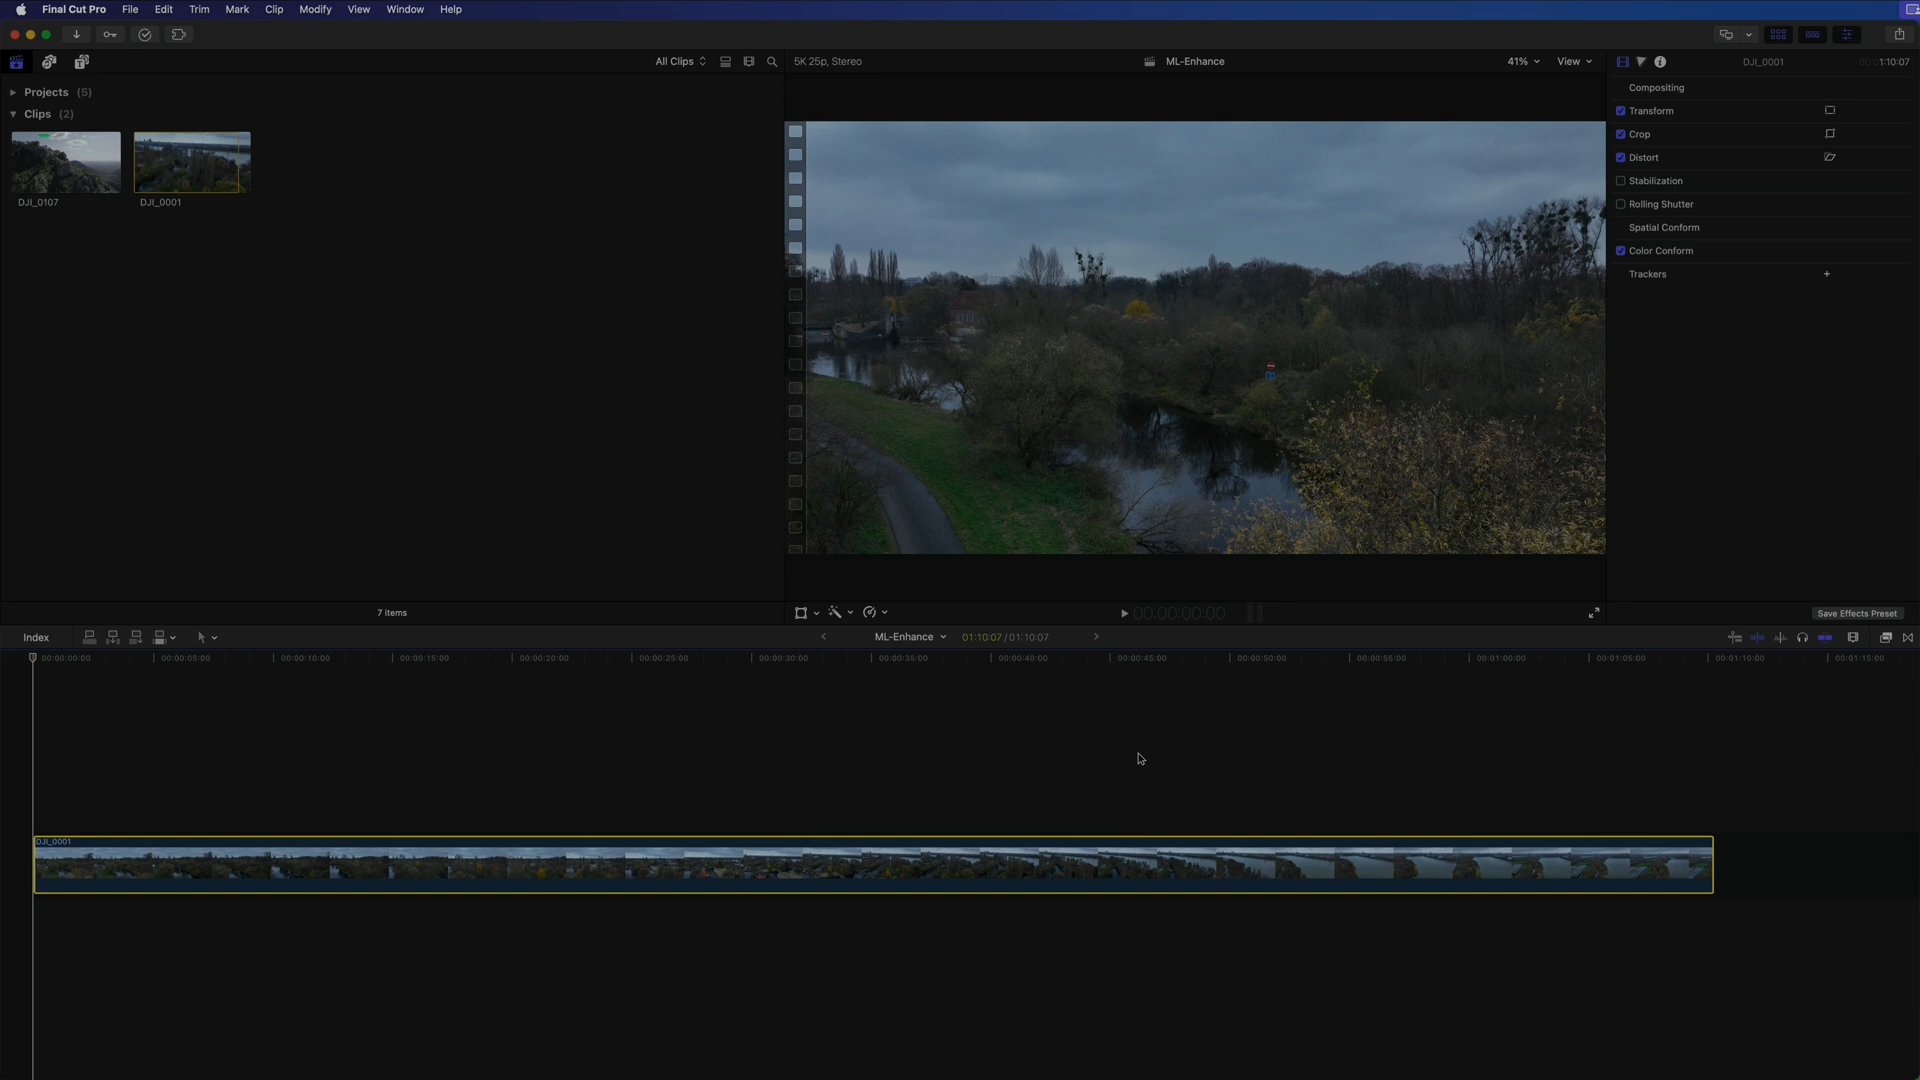 Final Cut Pro File Edit Trim Mark Clip Modify View Window Help
All Clips
5K 25p, Stereo
ML-Enhance
41%
View
DJI_0001
1:10:07
Projects (5)
Clips (2)
DJI_0107
DJI_0001
Compositing
Transform
Crop
Distort
Stabilization
Rolling Shutter
Spatial Conform
Color Conform
Trackers
7 items
00:00:00:00
Save Effects Preset
Index
ML-Enhance
01:10:07 / 01:10:07
00:00:00:00 00:00:05:00 00:00:10:00 00:00:15:00 00:00:20:00 00:00:25:00 00:00:30:00 00:00:35:00 00:00:40:00 00:00:45:00 00:00:50:00 00:00:55:00 00:01:00:00 00:01:05:00 00:01:10:00 00:01:15:00
DJI_0001